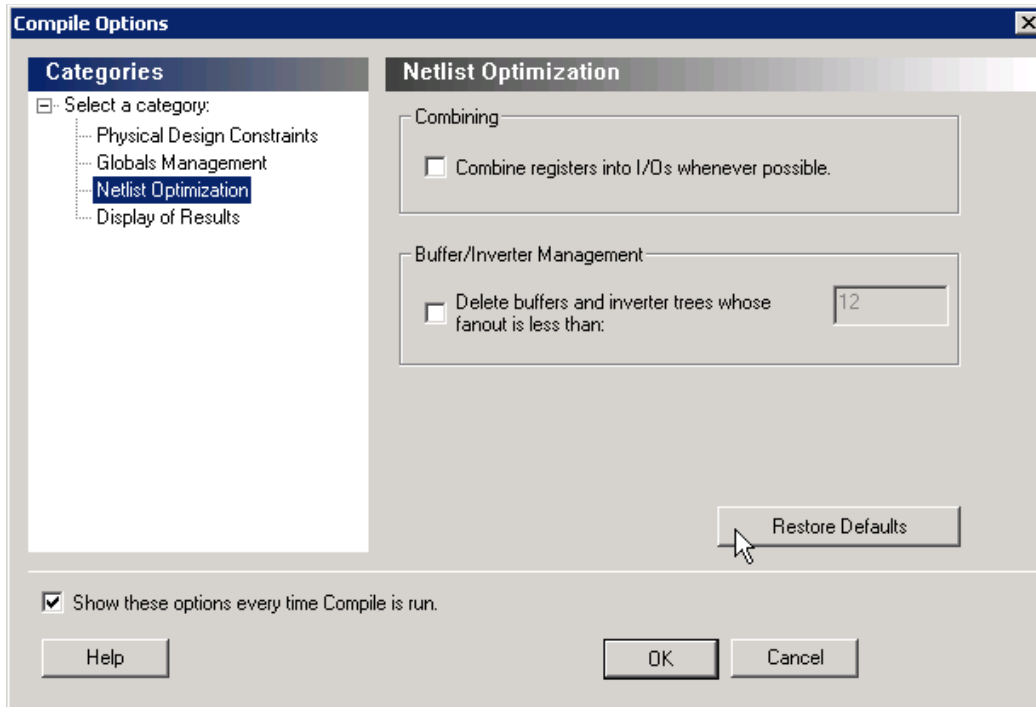 Compile Options
Categories
Select a category:
Physical Design Constraints
Globals Management
Netlist Optimization
Display of Results
Netlist Optimization
Combining
Combine registers into I/Os whenever possible.
Buffer/Inverter Management
Delete buffers and inverter trees whose
fanout is less than:
12
Restore Defaults
Show these options every time Compile is run.
Help
OK
Cancel